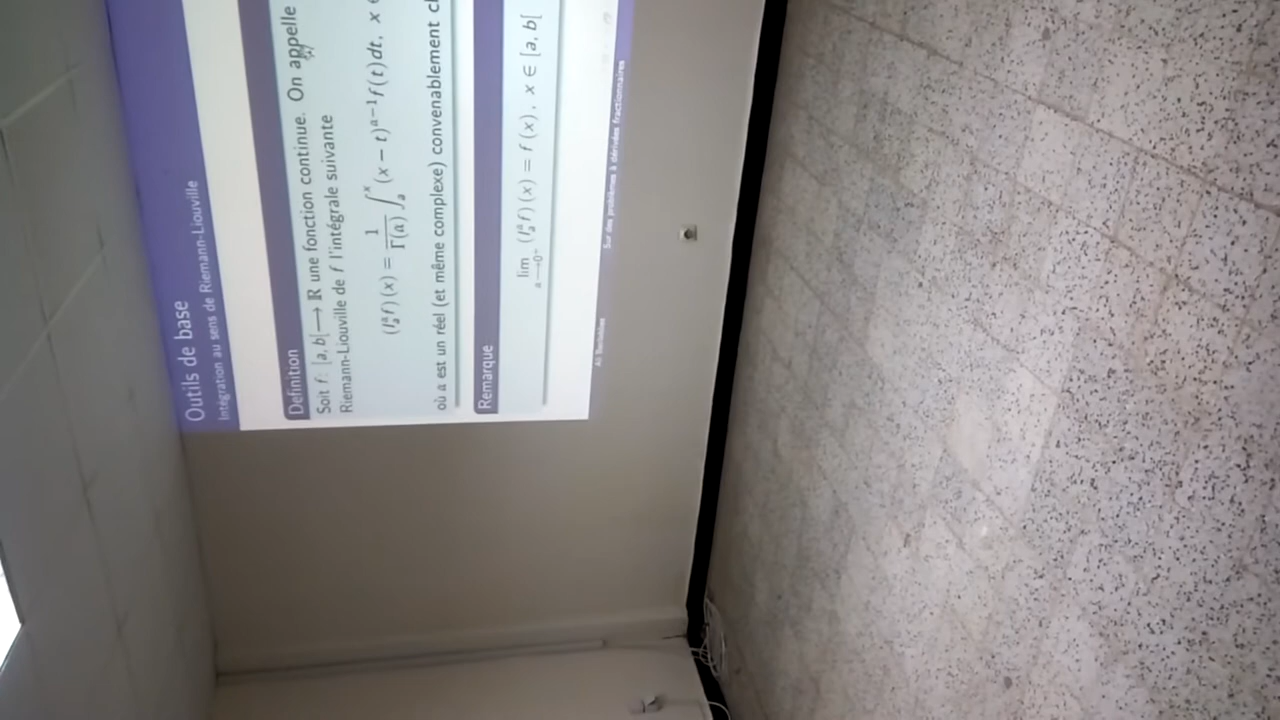 Outils de base
Intégration au sens de Riemann-Liouville
Definition
Soit f : [a, b[ ⟶ ℝ une fonction continue. On appelle
Riemann-Liouville de f l'intégrale suivante
(I_a^α f)(x) = 1/Γ(α) ∫_a^x (x − t)^{α−1} f(t)dt, x ∈
où α est un réel (et même complexe) convenablement
Remarque
lim_{α⟶0⁺} (I_a^α f)(x) = f(x), x ∈ [a, b[
Sur des problèmes à dérivées fractionnaires